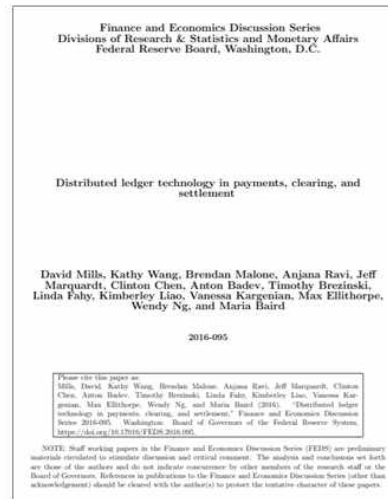 Finance and Economics Discussion Series
Divisions of Research & Statistics and Monetary Affairs
Federal Reserve Board, Washington, D.C.
Distributed ledger technology in payments, clearing, and
settlement
David Mills, Kathy Wang, Brendan Malone, Anjana Ravi, Jeff
Marquardt, Clinton Chen, Anton Badev, Timothy Brezinski,
Linda Fahy, Kimberley Liao, Vanessa Kargenian, Max Ellithorpe,
Wendy Ng, and Maria Baird
2016-095
Please cite this paper as:
Mills, David, Kathy Wang, Brendan Malone, Anjana Ravi, Jeff Marquardt, Clinton
Chen, Anton Badev, Timothy Brezinski, Linda Fahy, Kimberley Liao, Vanessa Kar-
genian, Max Ellithorpe, Wendy Ng, and Maria Baird (2016). “Distributed ledger
technology in payments, clearing, and settlement,” Finance and Economics Discussion
Series 2016-095. Washington: Board of Governors of the Federal Reserve System,
https://doi.org/10.17016/FEDS.2016.095.
NOTE: Staff working papers in the Finance and Economics Discussion Series (FEDS) are preliminary
materials circulated to stimulate discussion and critical comment. The analysis and conclusions set forth
are those of the authors and do not indicate concurrence by other members of the research staff or the
Board of Governors. References in publications to the Finance and Economics Discussion Series (other than
acknowledgement) should be cleared with the author(s) to protect the tentative character of these papers.